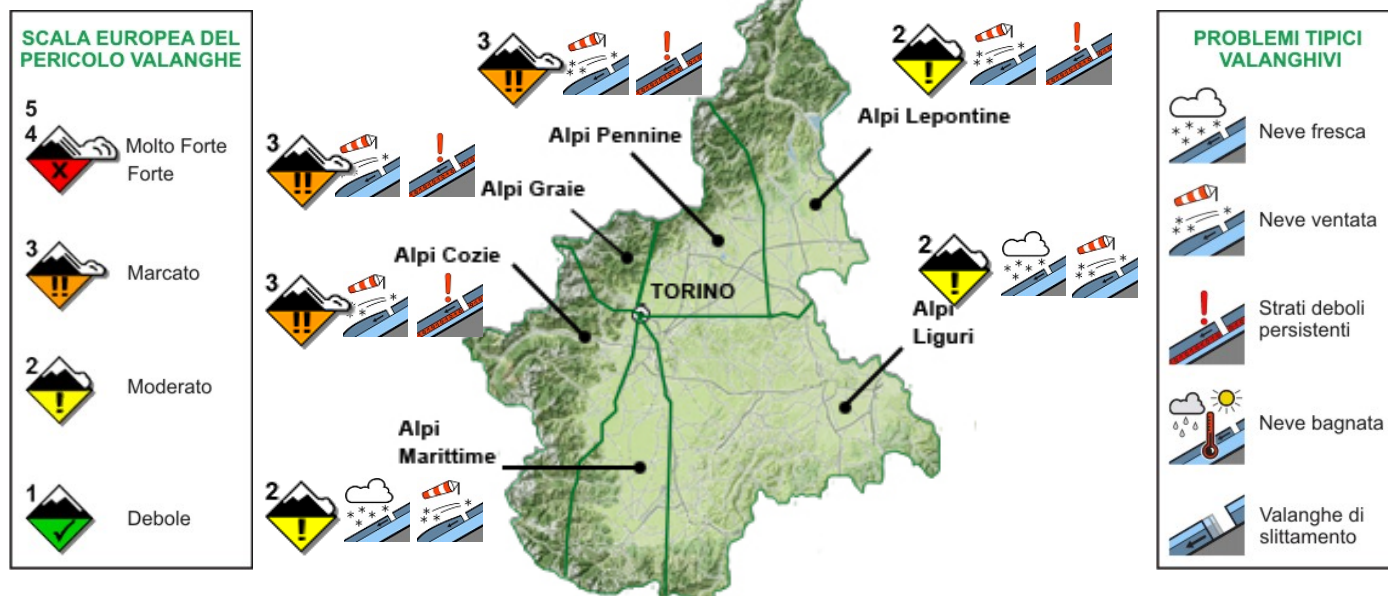 SCALA EUROPEA DEL
PERICOLO VALANGHE
5
4
Molto Forte
Forte
3
Marcato
2
Moderato
1
Debole
3
2
Alpi Lepontine
Alpi Pennine
3
Alpi Graie
Alpi Cozie
2
3
TORINO
Alpi
Liguri
Alpi
Marittime
2
PROBLEMI TIPICI
VALANGHIVI
Neve fresca
Neve ventata
Strati deboli
persistenti
Neve bagnata
Valanghe di
slittamento